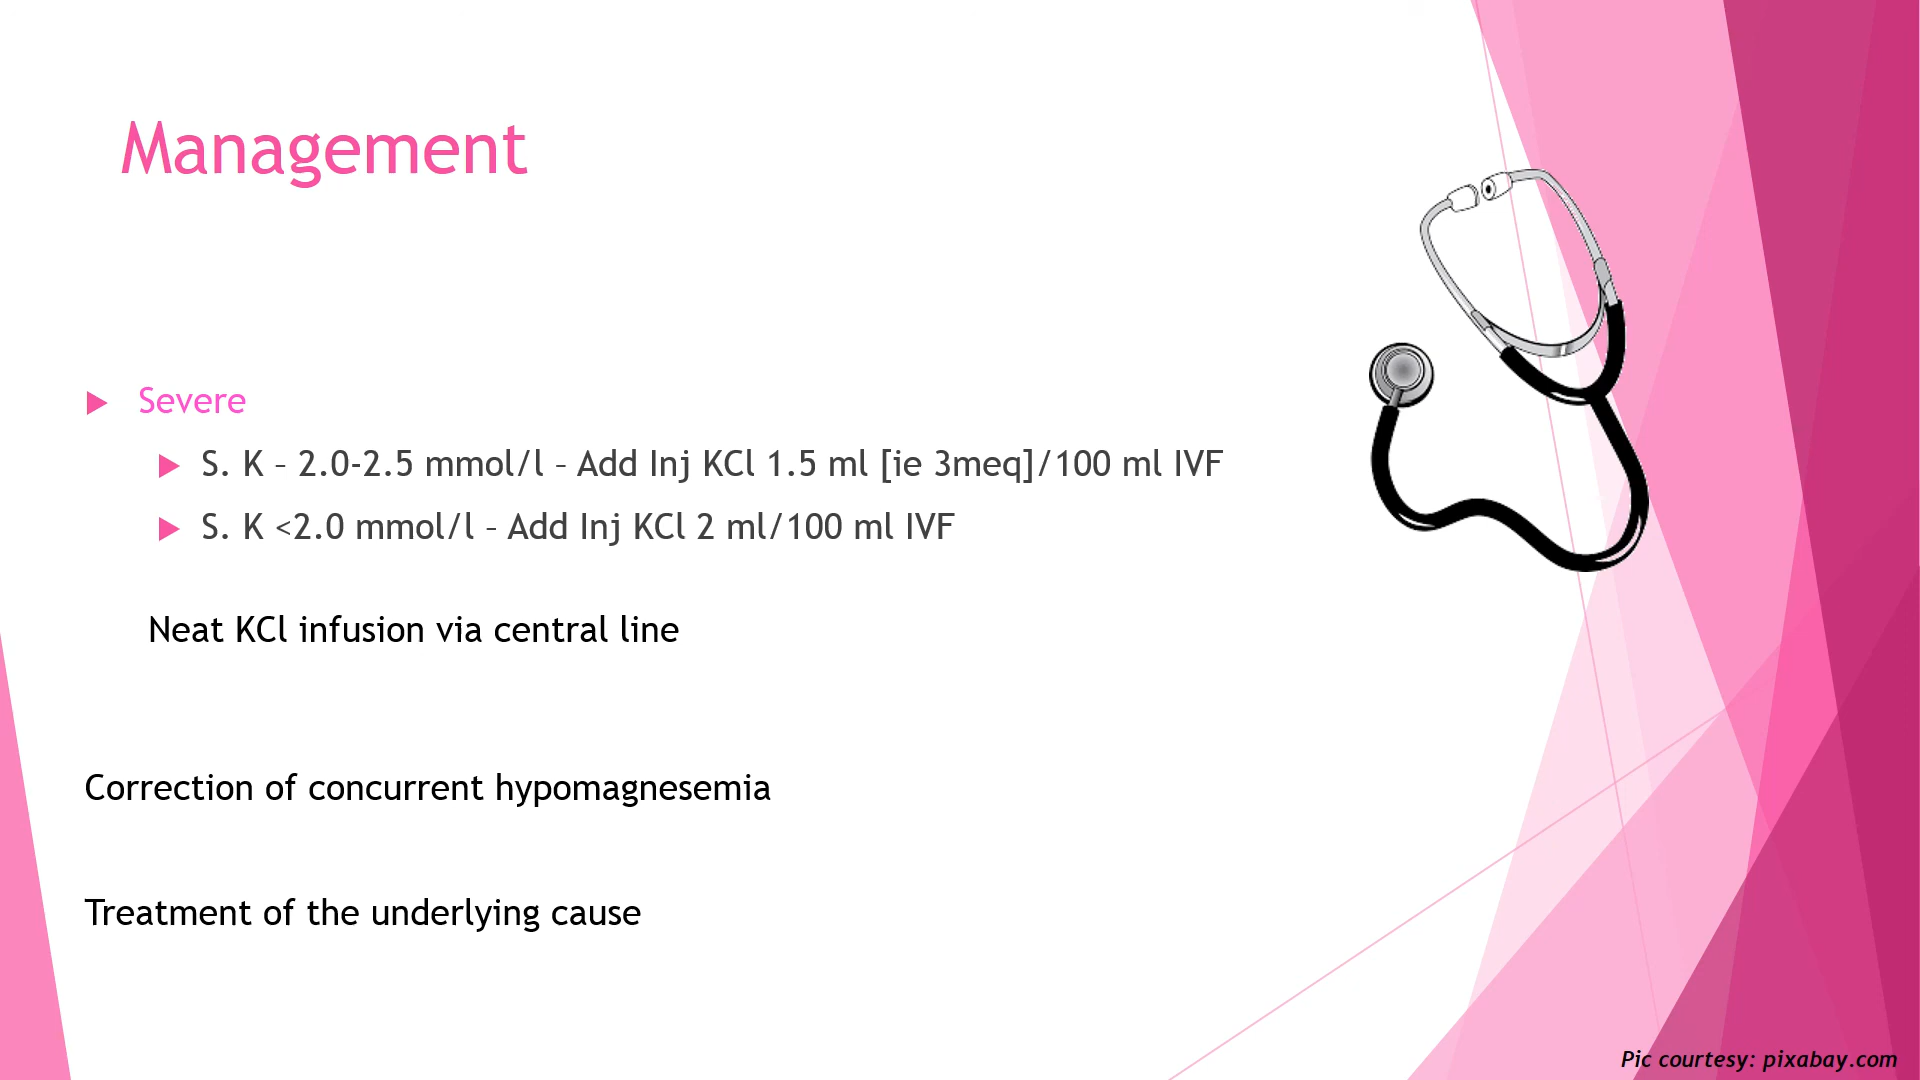 Management
Severe
S. K – 2.0-2.5 mmol/l – Add Inj KCl 1.5 ml [ie 3meq]/100 ml IVF
S. K <2.0 mmol/l – Add Inj KCl 2 ml/100 ml IVF
Neat KCl infusion via central line
Correction of concurrent hypomagnesemia
Treatment of the underlying cause
Pic courtesy: pixabay.com